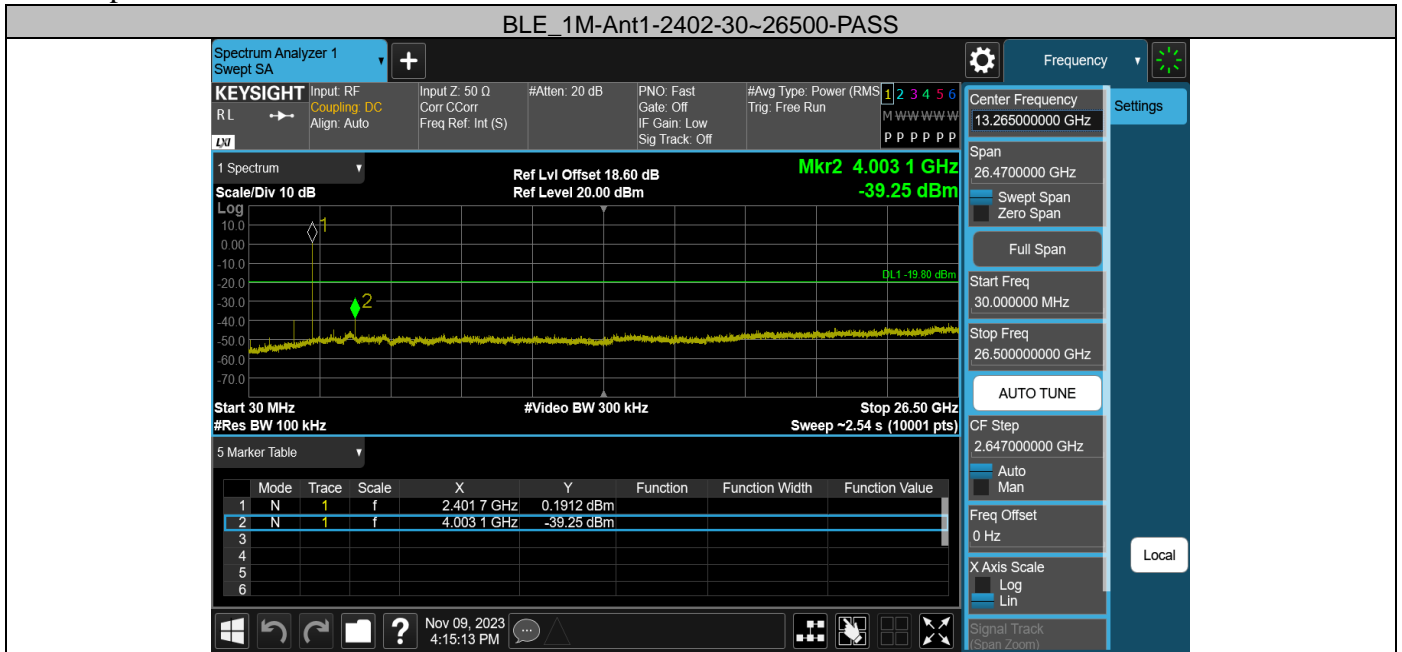 BLE_1M-Ant1-2402-30~26500-PASS
Spectrum Analyzer 1
Swept SA
+
Frequency
KEYSIGHT
RL
LXI
Input: RF
Coupling: DC
Align: Auto
Input Z: 50 Ω
Corr CCorr
Freq Ref: Int (S)
#Atten: 20 dB
PNO: Fast
Gate: Off
IF Gain: Low
Sig Track: Off
#Avg Type: Power (RMS
Trig: Free Run
1 2 3 4 5 6
M W W W W W
P P P P P P
1 Spectrum
Scale/Div 10 dB
Ref Lvl Offset 18.60 dB
Ref Level 20.00 dBm
Mkr2 4.003 1 GHz
-39.25 dBm
Log
10.0
0.00
-10.0
-20.0
-30.0
-40.0
-50.0
-60.0
-70.0
1
2
DL1 -19.80 dBm
Start 30 MHz
#Res BW 100 kHz
#Video BW 300 kHz
Stop 26.50 GHz
Sweep ~2.54 s (10001 pts)
5 Marker Table
Mode Trace Scale X Y Function Function Width Function Value
1 N 1 f 2.401 7 GHz 0.1912 dBm
2 N 1 f 4.003 1 GHz -39.25 dBm
3
4
5
6
?
Nov 09, 2023
4:15:13 PM
Center Frequency
13.265000000 GHz
Settings
Span
26.4700000 GHz
Swept Span
Zero Span
Full Span
Start Freq
30.000000 MHz
Stop Freq
26.500000000 GHz
AUTO TUNE
CF Step
2.647000000 GHz
Auto
Man
Freq Offset
0 Hz
X Axis Scale
Log
Lin
Local
Signal Track
(Span Zoom)